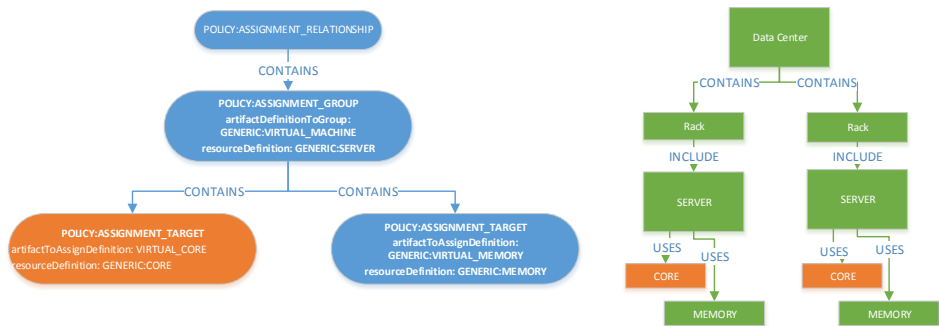 POLICY:ASSIGNMENT_RELATIONSHIP
CONTAINS
POLICY:ASSIGNMENT_GROUP
artifactDefinitionToGroup:
GENERIC:VIRTUAL_MACHINE
resourceDefinition: GENERIC:SERVER
CONTAINS
CONTAINS
POLICY:ASSIGNMENT_TARGET
artifactToAssignDefinition: VIRTUAL_CORE
resourceDefinition: GENERIC:CORE
POLICY:ASSIGNMENT_TARGET
artifactToAssignDefinition:
GENERIC:VIRTUAL_MEMORY
resourceDefinition: GENERIC:MEMORY
Data Center
CONTAINS
CONTAINS
Rack
Rack
INCLUDE
INCLUDE
SERVER
SERVER
USES
USES
USES
USES
CORE
CORE
MEMORY
MEMORY